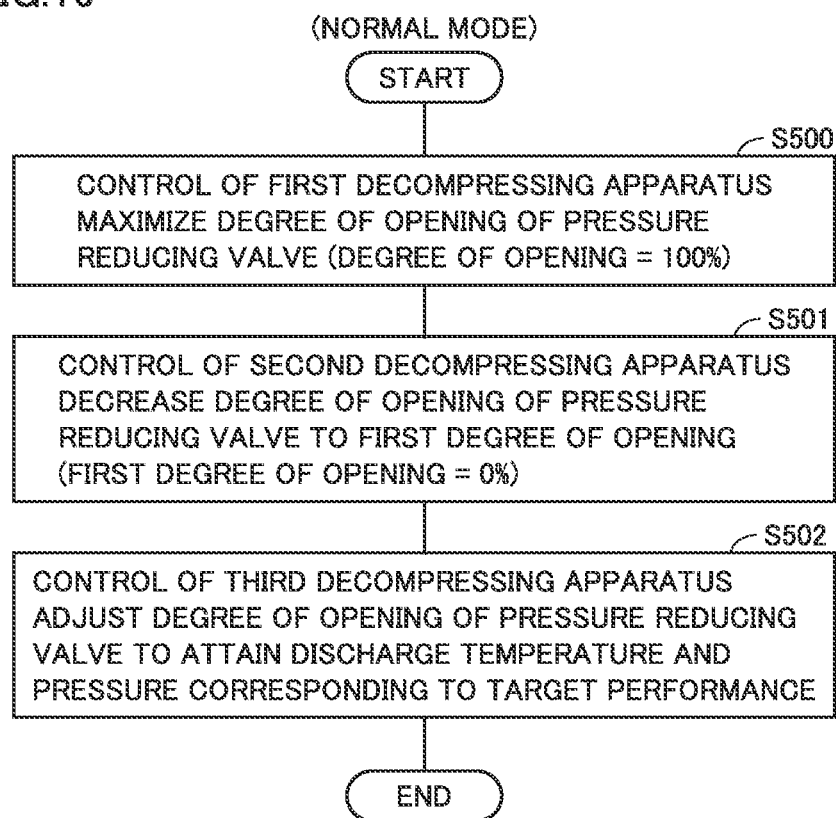 (NORMAL MODE)
START
S500
CONTROL OF FIRST DECOMPRESSING APPARATUS
MAXIMIZE DEGREE OF OPENING OF PRESSURE
REDUCING VALVE (DEGREE OF OPENING = 100%)
S501
CONTROL OF SECOND DECOMPRESSING APPARATUS
DECREASE DEGREE OF OPENING OF PRESSURE
REDUCING VALVE TO FIRST DEGREE OF OPENING
(FIRST DEGREE OF OPENING = 0%)
S502
CONTROL OF THIRD DECOMPRESSING APPARATUS
ADJUST DEGREE OF OPENING OF PRESSURE REDUCING
VALVE TO ATTAIN DISCHARGE TEMPERATURE AND
PRESSURE CORRESPONDING TO TARGET PERFORMANCE
END